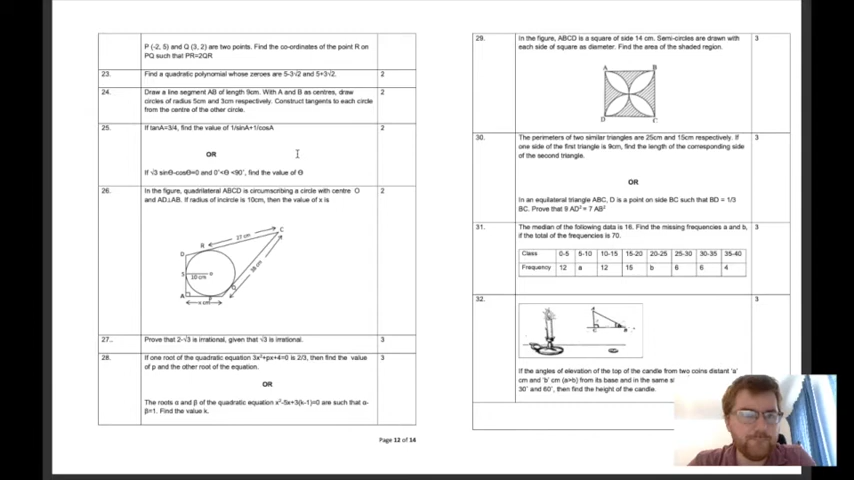 P (-2, 5) and Q (3, 2) are two points. Find the co-ordinates of the point R on
PQ such that PR=2QR
23. Find a quadratic polynomial whose zeroes are 5-3√2 and 5+3√2. 2
24. Draw a line segment AB of length 9cm. With A and B as centres, draw 2
circles of radius 5cm and 3cm respectively. Construct tangents to each circle
from the centre of the other circle.
25. If tanA=3/4, find the value of 1/sinA+1/cosA 2
OR
If √3 sinΘ-cosΘ=0 and 0˚<Θ <90˚, find the value of Θ
26. In the figure, quadrilateral ABCD is circumscribing a circle with centre O 2
and AD⊥AB. If radius of incircle is 10cm, then the value of x is
C
27 cm
R
D
38 cm
S
10 cm
o
Q
A
P
x cm
27.. Prove that 2-√3 is irrational, given that √3 is irrational. 3
28. If one root of the quadratic equation 3x²+px+4=0 is 2/3, then find the value 3
of p and the other root of the equation.
OR
The roots α and β of the quadratic equation x²-5x+3(k-1)=0 are such that α-
β=1. Find the value k.
Page 12 of 14
29. In the figure, ABCD is a square of side 14 cm. Semi-circles are drawn with 3
each side of square as diameter. Find the area of the shaded region.
A B
D C
30. The perimeters of two similar triangles are 25cm and 15cm respectively. If 3
one side of the first triangle is 9cm, find the length of the corresponding side
of the second triangle.
OR
In an equilateral triangle ABC, D is a point on side BC such that BD = 1/3
BC. Prove that 9 AD² = 7 AB²
31. The median of the following data is 16. Find the missing frequencies a and b, 3
if the total of the frequencies is 70.
Class 0-5 5-10 10-15 15-20 20-25 25-30 30-35 35-40
Frequency 12 a 12 15 b 6 6 4
32. 3
If the angles of elevation of the top of the candle from two coins distant 'a'
cm and 'b' cm (a>b) from its base and in the same
30˚ and 60˚, then find the height of the candle.